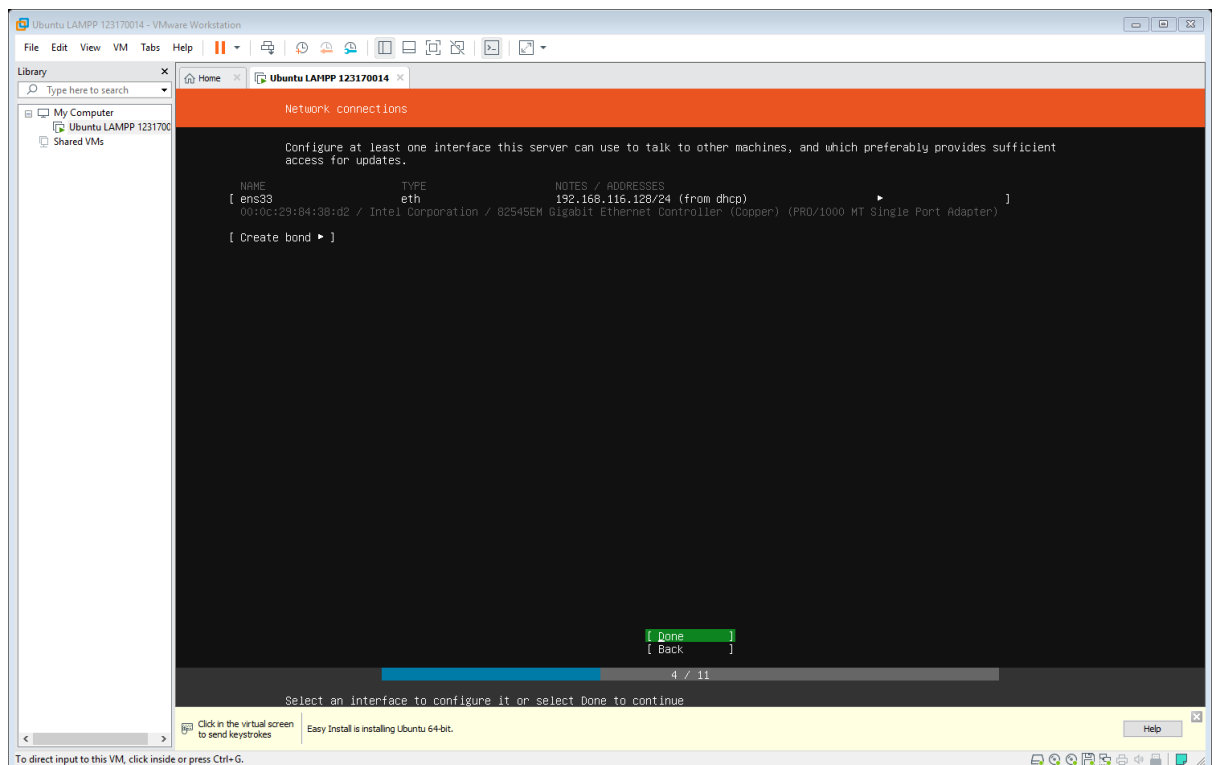 Ubuntu LAMPP 123170014 - VMware Workstation
File Edit View VM Tabs Help
Library
Type here to search
My Computer
Ubuntu LAMPP 1231700
Shared VMs
Home
Ubuntu LAMPP 123170014
Network connections
Configure at least one interface this server can use to talk to other machines, and which preferably provides sufficient
access for updates.
NAME TYPE NOTES / ADDRESSES
[ ens33 eth 192.168.116.128/24 (from dhcp) ▸ ]
00:0c:29:84:38:d2 / Intel Corporation / 82545EM Gigabit Ethernet Controller (Copper) (PRO/1000 MT Single Port Adapter)
[ Create bond ▸ ]
[ Done ]
[ Back ]
4 / 11
Select an interface to configure it or select Done to continue
Click in the virtual screen
to send keystrokes
Easy Install is installing Ubuntu 64-bit.
Help
To direct input to this VM, click inside or press Ctrl+G.